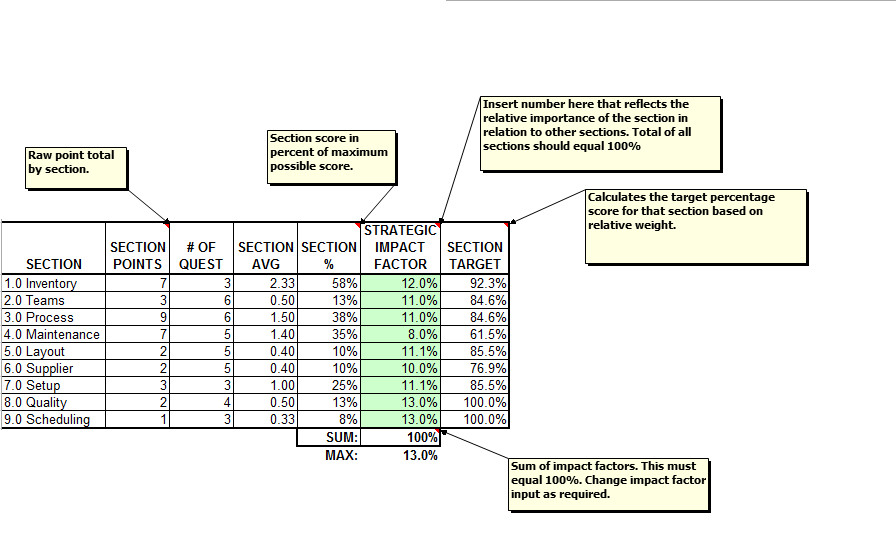 Insert number here that reflects the
relative importance of the section in
relation to other sections. Total of all
sections should equal 100%
Section score in
percent of maximum
possible score.
Raw point total
by section.
Calculates the target percentage
score for that section based on
relative weight.
SECTION SECTION POINTS # OF QUEST SECTION AVG SECTION % STRATEGIC IMPACT FACTOR SECTION TARGET
1.0 Inventory 7 3 2.33 58% 12.0% 92.3%
2.0 Teams 3 6 0.50 13% 11.0% 84.6%
3.0 Process 9 6 1.50 38% 11.0% 84.6%
4.0 Maintenance 7 5 1.40 35% 8.0% 61.5%
5.0 Layout 2 5 0.40 10% 11.1% 85.5%
6.0 Supplier 2 5 0.40 10% 10.0% 76.9%
7.0 Setup 3 3 1.00 25% 11.1% 85.5%
8.0 Quality 2 4 0.50 13% 13.0% 100.0%
9.0 Scheduling 1 3 0.33 8% 13.0% 100.0%
SUM: 100%
MAX: 13.0%
Sum of impact factors. This must
equal 100%. Change impact factor
input as required.